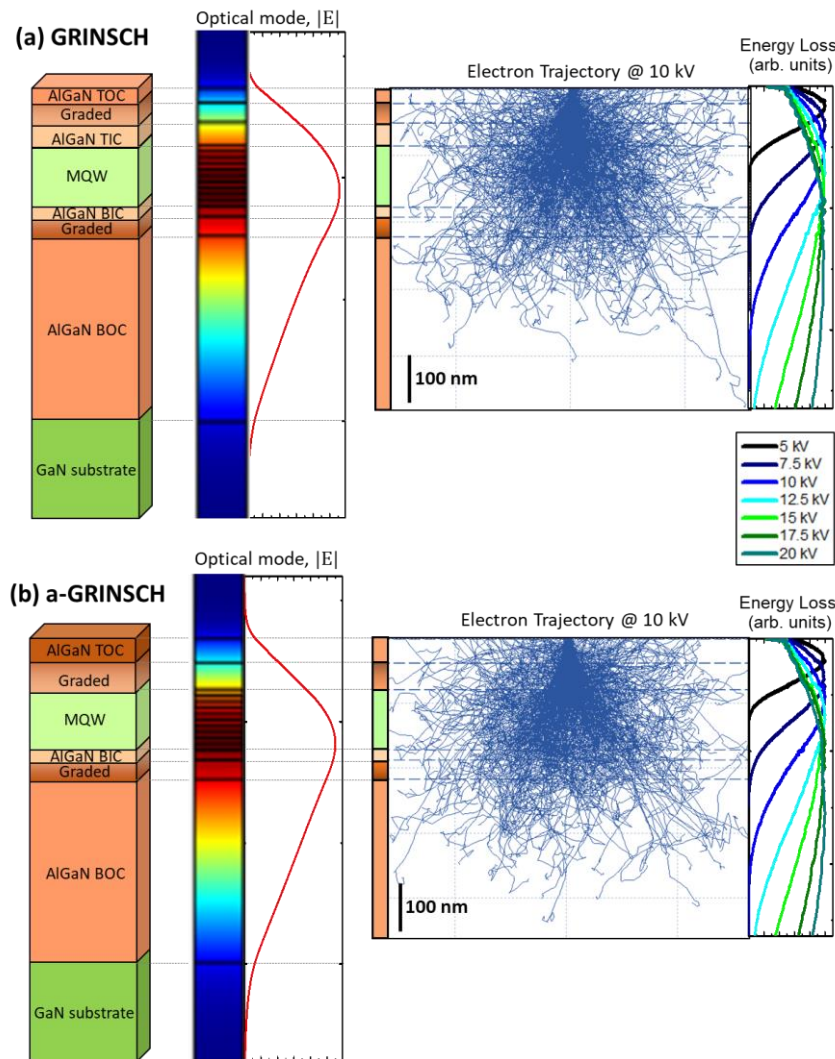 Optical mode, |E|
(a) GRINSCH
Energy Loss
(arb. units)
Electron Trajectory @ 10 kV
AlGaN TOC
Graded
AlGaN TIC
MQW
AlGaN BIC
Graded
AlGaN BOC
100 nm
GaN substrate
5 kV
7.5 kV
10 kV
12.5 kV
15 kV
17.5 kV
20 kV
Optical mode, |E|
(b) a-GRINSCH
Energy Loss
(arb. units)
Electron Trajectory @ 10 kV
AlGaN TOC
Graded
MQW
AlGaN BIC
Graded
AlGaN BOC
100 nm
GaN substrate